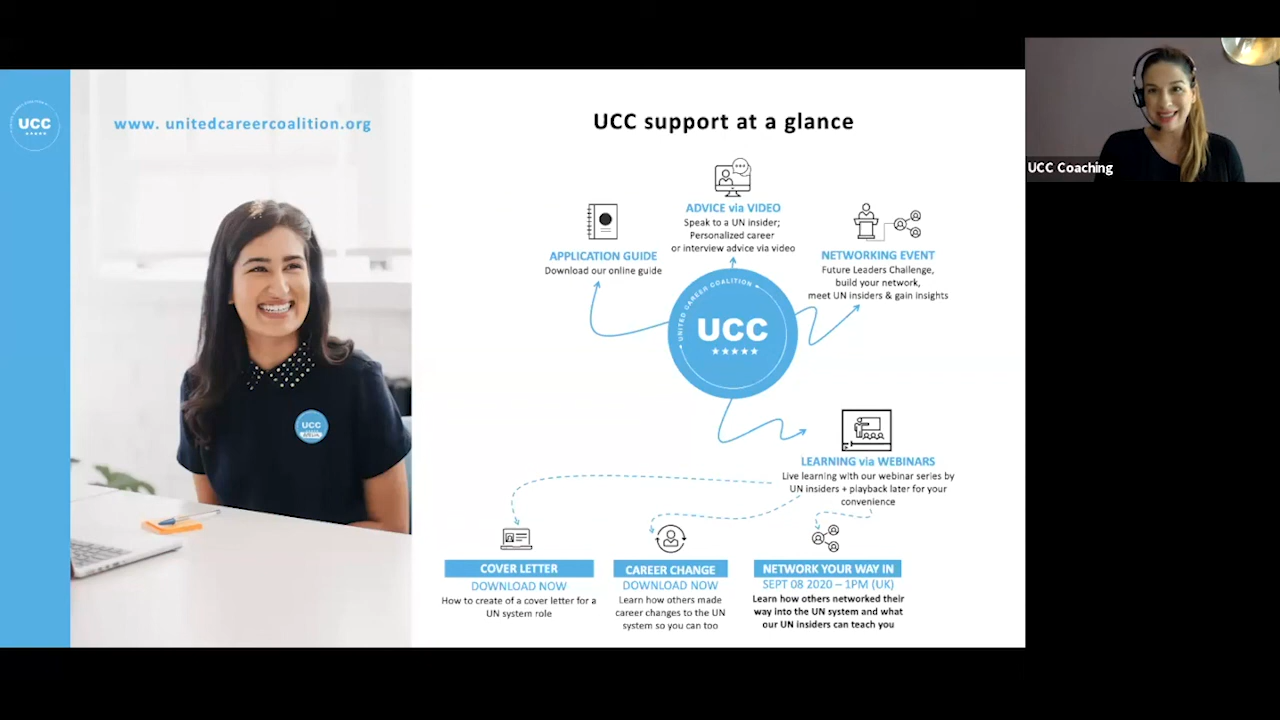 UCC
www. unitedcareercoalition.org
UCC
UCC support at a glance
ADVICE via VIDEO
Speak to a UN insider;
Personalized career
or interview advice via video
APPLICATION GUIDE
Download our online guide
NETWORKING EVENT
Future Leaders Challenge,
build your network,
meet UN insiders & gain insights
UNITED CAREER COALITION
UCC
LEARNING via WEBINARS
Live learning with our webinar series by
UN insiders + playback later for your
convenience
COVER LETTER
DOWNLOAD NOW
How to create of a cover letter for a
UN system role
CAREER CHANGE
DOWNLOAD NOW
Learn how others made
career changes to the UN
system so you can too
NETWORK YOUR WAY IN
SEPT 08 2020 – 1PM (UK)
Learn how others networked their
way into the UN system and what
our UN insiders can teach you
UCC Coaching